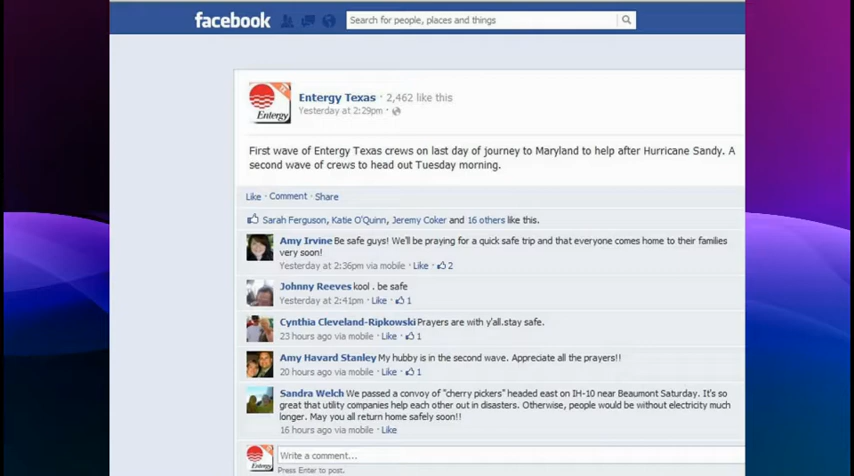 facebook
Search for people, places and things
Entergy
Entergy Texas · 2,462 like this
Yesterday at 2:29pm ·
First wave of Entergy Texas crews on last day of journey to Maryland to help after Hurricane Sandy. A
second wave of crews to head out Tuesday morning.
Like · Comment · Share
Sarah Ferguson, Katie O'Quinn, Jeremy Coker and 16 others like this.
Amy Irvine Be safe guys! We'll be praying for a quick safe trip and that everyone comes home to their families
very soon!
Yesterday at 2:36pm via mobile · Like · 2
Johnny Reeves kool . be safe
Yesterday at 2:41pm · Like · 1
Cynthia Cleveland-Ripkowski Prayers are with y'all.stay safe.
23 hours ago via mobile · Like · 1
Amy Havard Stanley My hubby is in the second wave. Appreciate all the prayers!!
20 hours ago via mobile · Like · 1
Sandra Welch We passed a convoy of "cherry pickers" headed east on IH-10 near Beaumont Saturday. It's so
great that utility companies help each other out in disasters. Otherwise, people would be without electricity much
longer. May you all return home safely soon!!
16 hours ago via mobile · Like
Entergy
Write a comment...
Press Enter to post.